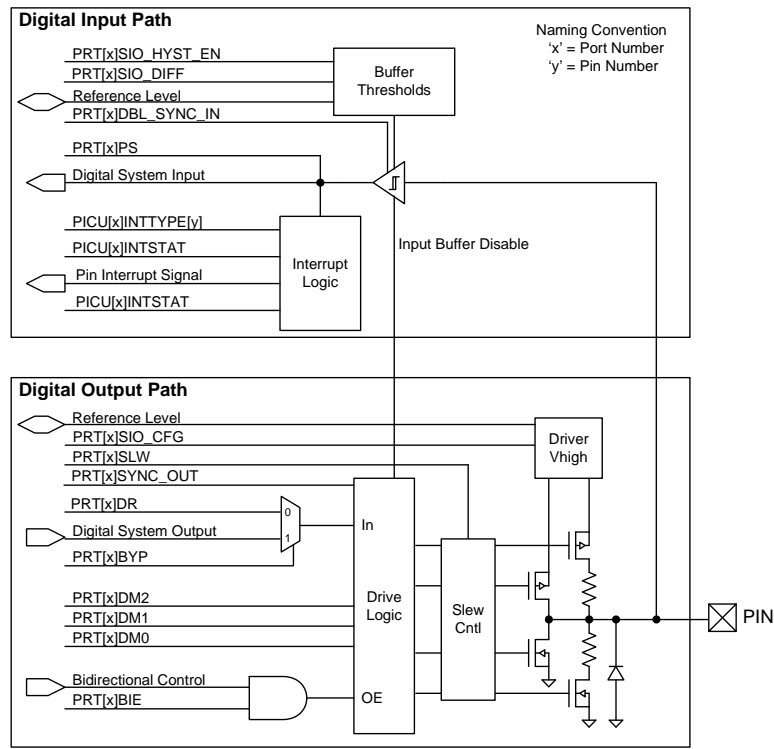 Digital Input Path
Naming Convention
‘x’ = Port Number
‘y’ = Pin Number
PRT[x]SIO_HYST_EN
PRT[x]SIO_DIFF
Reference Level
PRT[x]DBL_SYNC_IN
Buffer
Thresholds
PRT[x]PS
Digital System Input
PICU[x]INTTYPE[y]
PICU[x]INTSTAT
Pin Interrupt Signal
PICU[x]INTSTAT
Interrupt
Logic
Input Buffer Disable
Digital Output Path
Reference Level
PRT[x]SIO_CFG
PRT[x]SLW
PRT[x]SYNC_OUT
Driver
Vhigh
PRT[x]DR
Digital System Output
PRT[x]BYP
0
1
In
PRT[x]DM2
PRT[x]DM1
PRT[x]DM0
Drive
Logic
Slew
Cntl
PIN
Bidirectional Control
PRT[x]BIE
OE